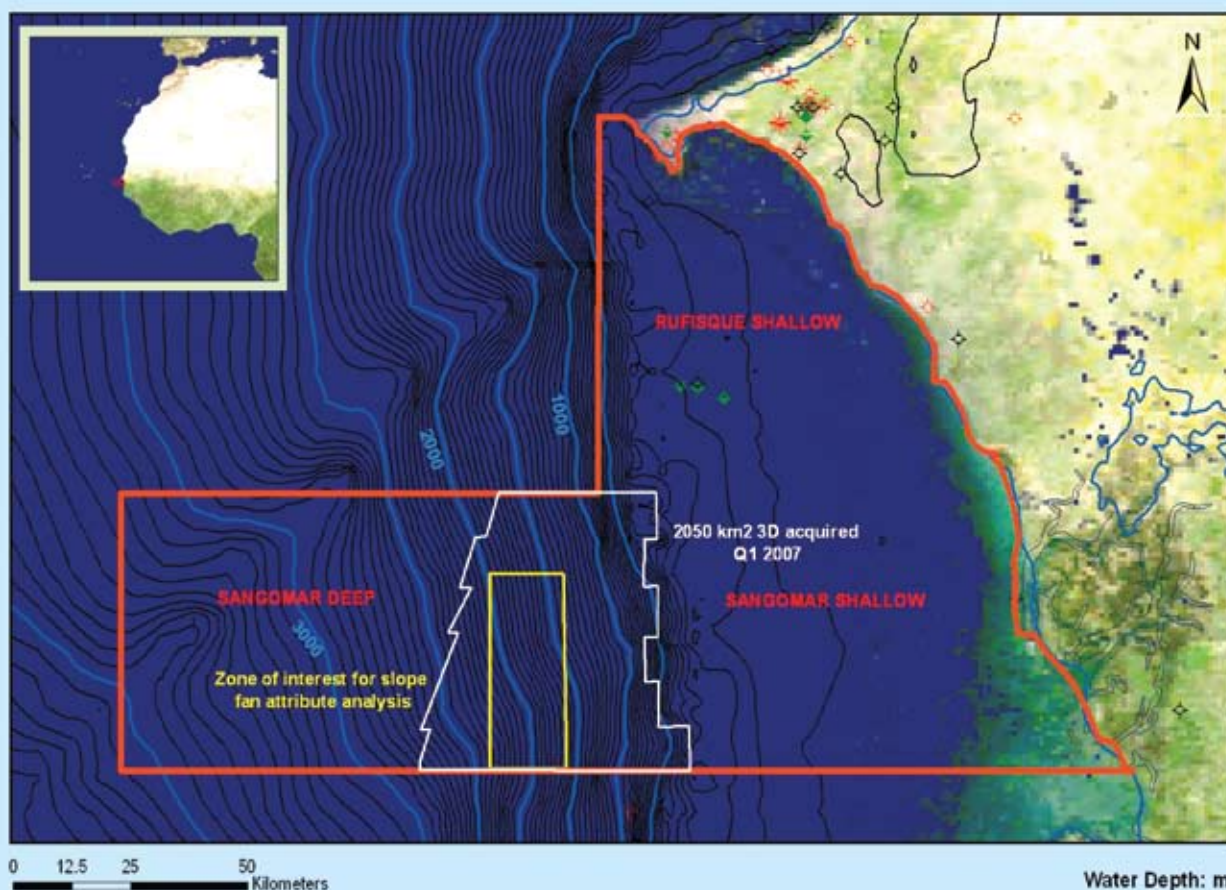 N
RUFISQUE SHALLOW
1000
2000
2050 km2 3D acquired
Q1 2007
SANGOMAR DEEP
SANGOMAR SHALLOW
3000
Zone of interest for slope
fan attribute analysis
0 12.5 25 50
Kilometers
Water Depth: m